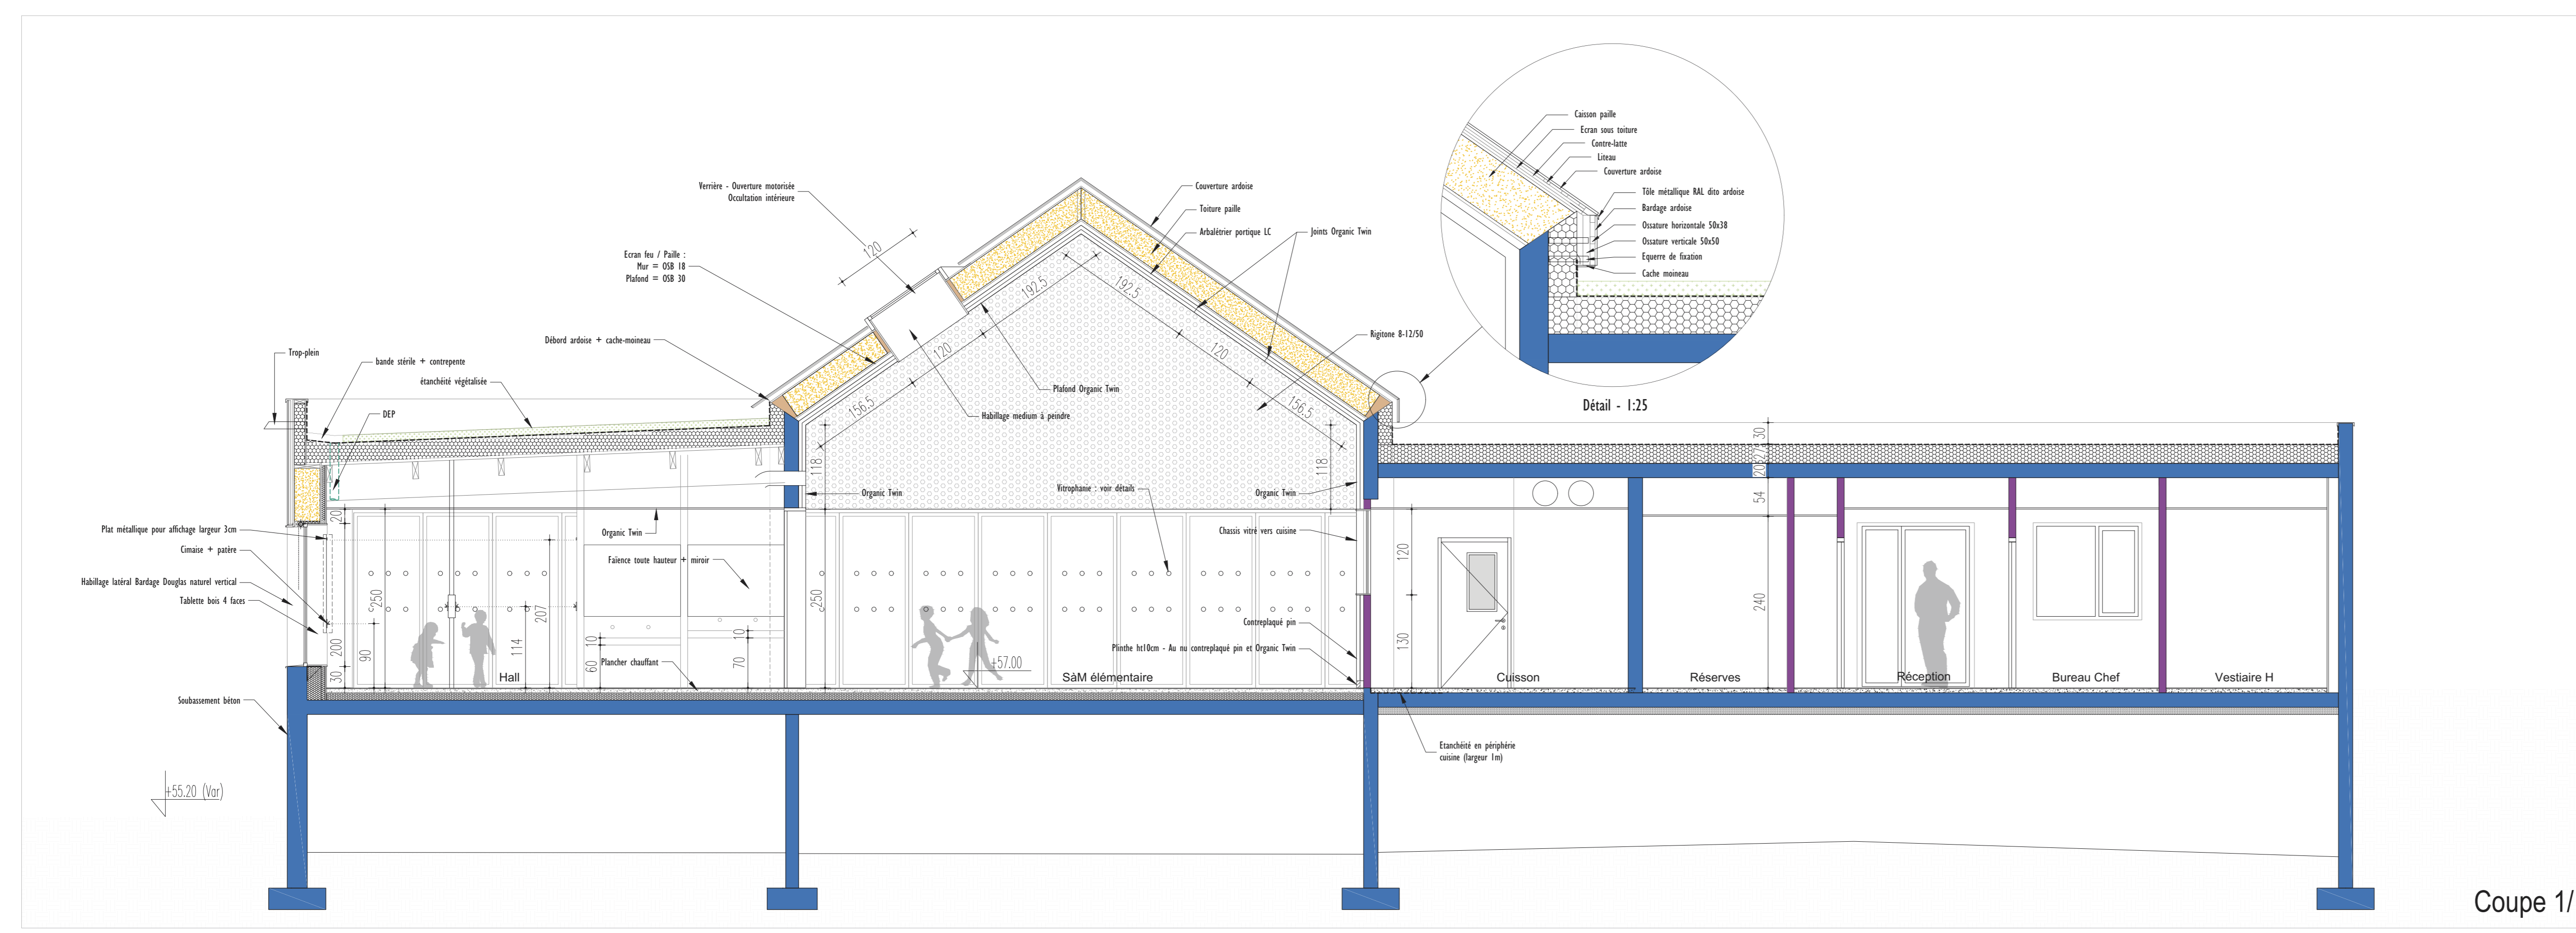 Caisson paille
Ecran sous toiture
Contre-latte
Liteau
Couverture ardoise
Tôle métallique RAL dito ardoise
Bardage ardoise
Ossature horizontale 50x38
Ossature verticale 50x50
Equerre de fixation
Cache moineau
Détail - 1:25
Verrière - Ouverture motorisée
Occultation intérieure
120
Couverture ardoise
Toiture paille
Arbalétrier portique LC
Joints Organic Twin
Ecran feu / Paille :
Mur = OSB 18
Plafond = OSB 30
192.5
192.5
Débord ardoise + cache-moineau
Rigitone 8-12/50
120
120
Trop-plein
bande stérile + contrepente
étanchéité végétalisée
Plafond Organic Twin
Habillage medium à peindre
156.5
156.5
DEP
118
118
30
20
54
Organic Twin
Vitrophanie : voir détails
Organic Twin
Plat métallique pour affichage largeur 3cm
20
Organic Twin
Chassis vitré vers cuisine
Cimaise + patère
Faïence toute hauteur + miroir
120
Habillage latéral Bardage Douglas naturel vertical
Tablette bois 4 faces
250
207
250
240
200
90
114
10
10
60
70
30
Contreplaqué pin
130
Plinthe ht10cm - Au nu contreplaqué pin et Organic Twin
Plancher chauffant
+57.00
Hall
SàM élémentaire
Cuisson
Réserves
Réception
Bureau Chef
Vestiaire H
Soubassement béton
Etanchéité en périphérie
cuisine (largeur 1m)
+55.20 (Var)
Coupe 1/